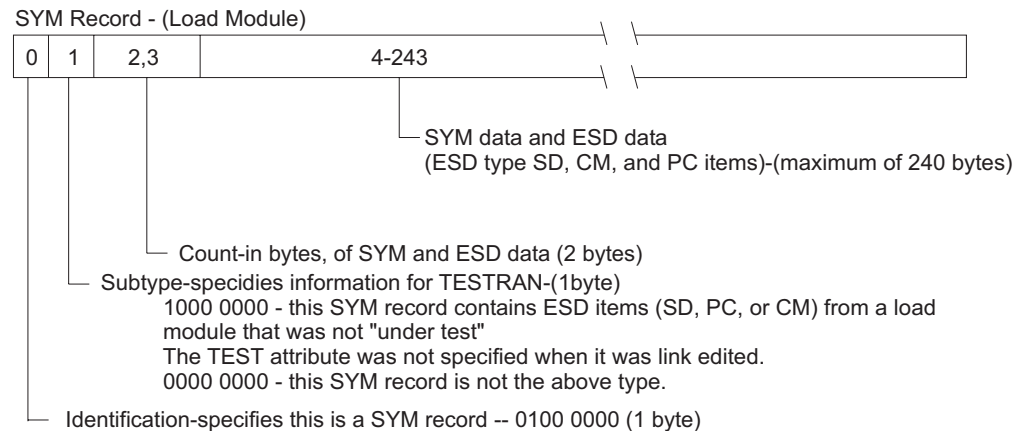 SYM Record - (Load Module)
0 1 2,3 4-243
SYM data and ESD data
(ESD type SD, CM, and PC items)-(maximum of 240 bytes)
Count-in bytes, of SYM and ESD data (2 bytes)
Subtype-specidies information for TESTRAN-(1byte)
1000 0000 - this SYM record contains ESD items (SD, PC, or CM) from a load
module that was not "under test"
The TEST attribute was not specified when it was link edited.
0000 0000 - this SYM record is not the above type.
Identification-specifies this is a SYM record -- 0100 0000 (1 byte)